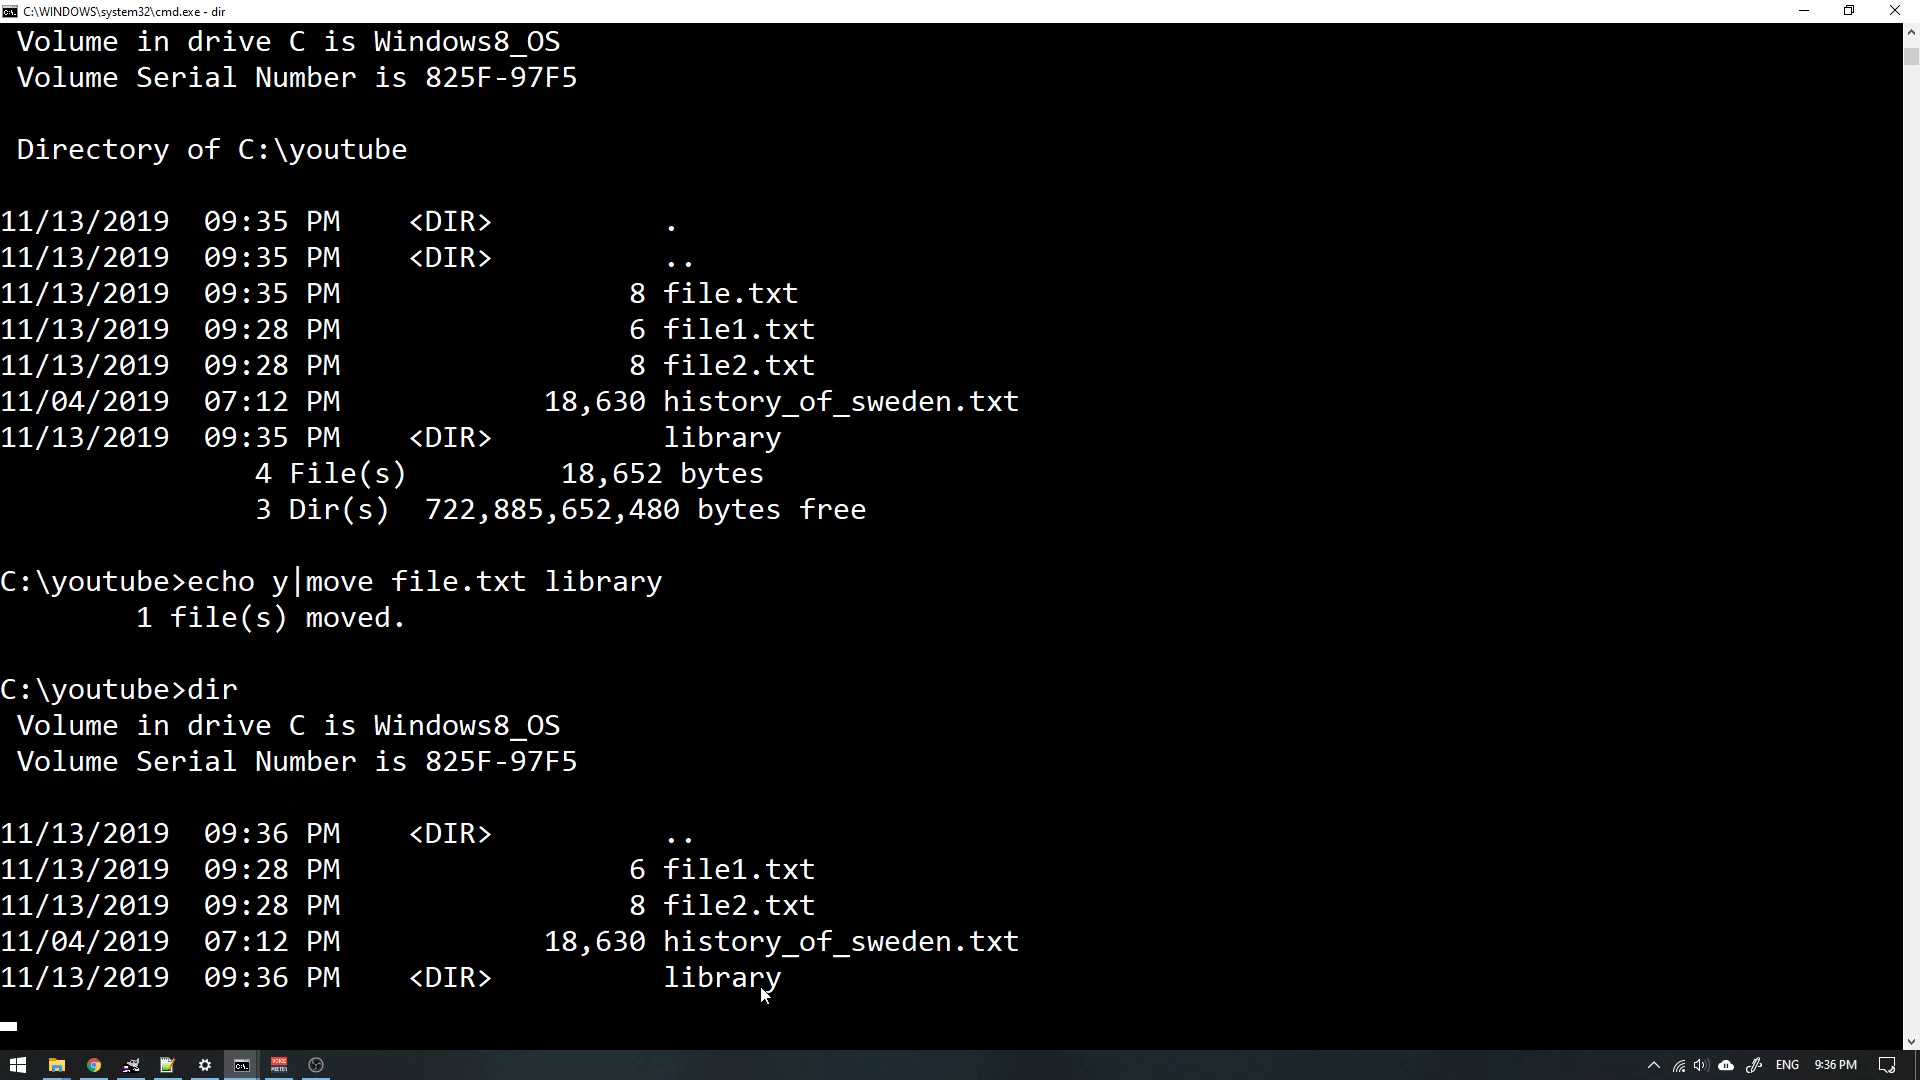 C:\WINDOWS\system32\cmd.exe - dir
Volume in drive C is Windows8_OS
Volume Serial Number is 825F-97F5
Directory of C:\youtube
11/13/2019  09:35 PM    <DIR>          .
11/13/2019  09:35 PM    <DIR>          ..
11/13/2019  09:35 PM                 8 file.txt
11/13/2019  09:28 PM                 6 file1.txt
11/13/2019  09:28 PM                 8 file2.txt
11/04/2019  07:12 PM            18,630 history_of_sweden.txt
11/13/2019  09:35 PM    <DIR>          library
4 File(s)         18,652 bytes
3 Dir(s)  722,885,652,480 bytes free
C:\youtube>echo y|move file.txt library
1 file(s) moved.
C:\youtube>dir
Volume in drive C is Windows8_OS
Volume Serial Number is 825F-97F5
11/13/2019  09:36 PM    <DIR>          ..
11/13/2019  09:28 PM                 6 file1.txt
11/13/2019  09:28 PM                 8 file2.txt
11/04/2019  07:12 PM            18,630 history_of_sweden.txt
11/13/2019  09:36 PM    <DIR>          library
ENG 9:36 PM